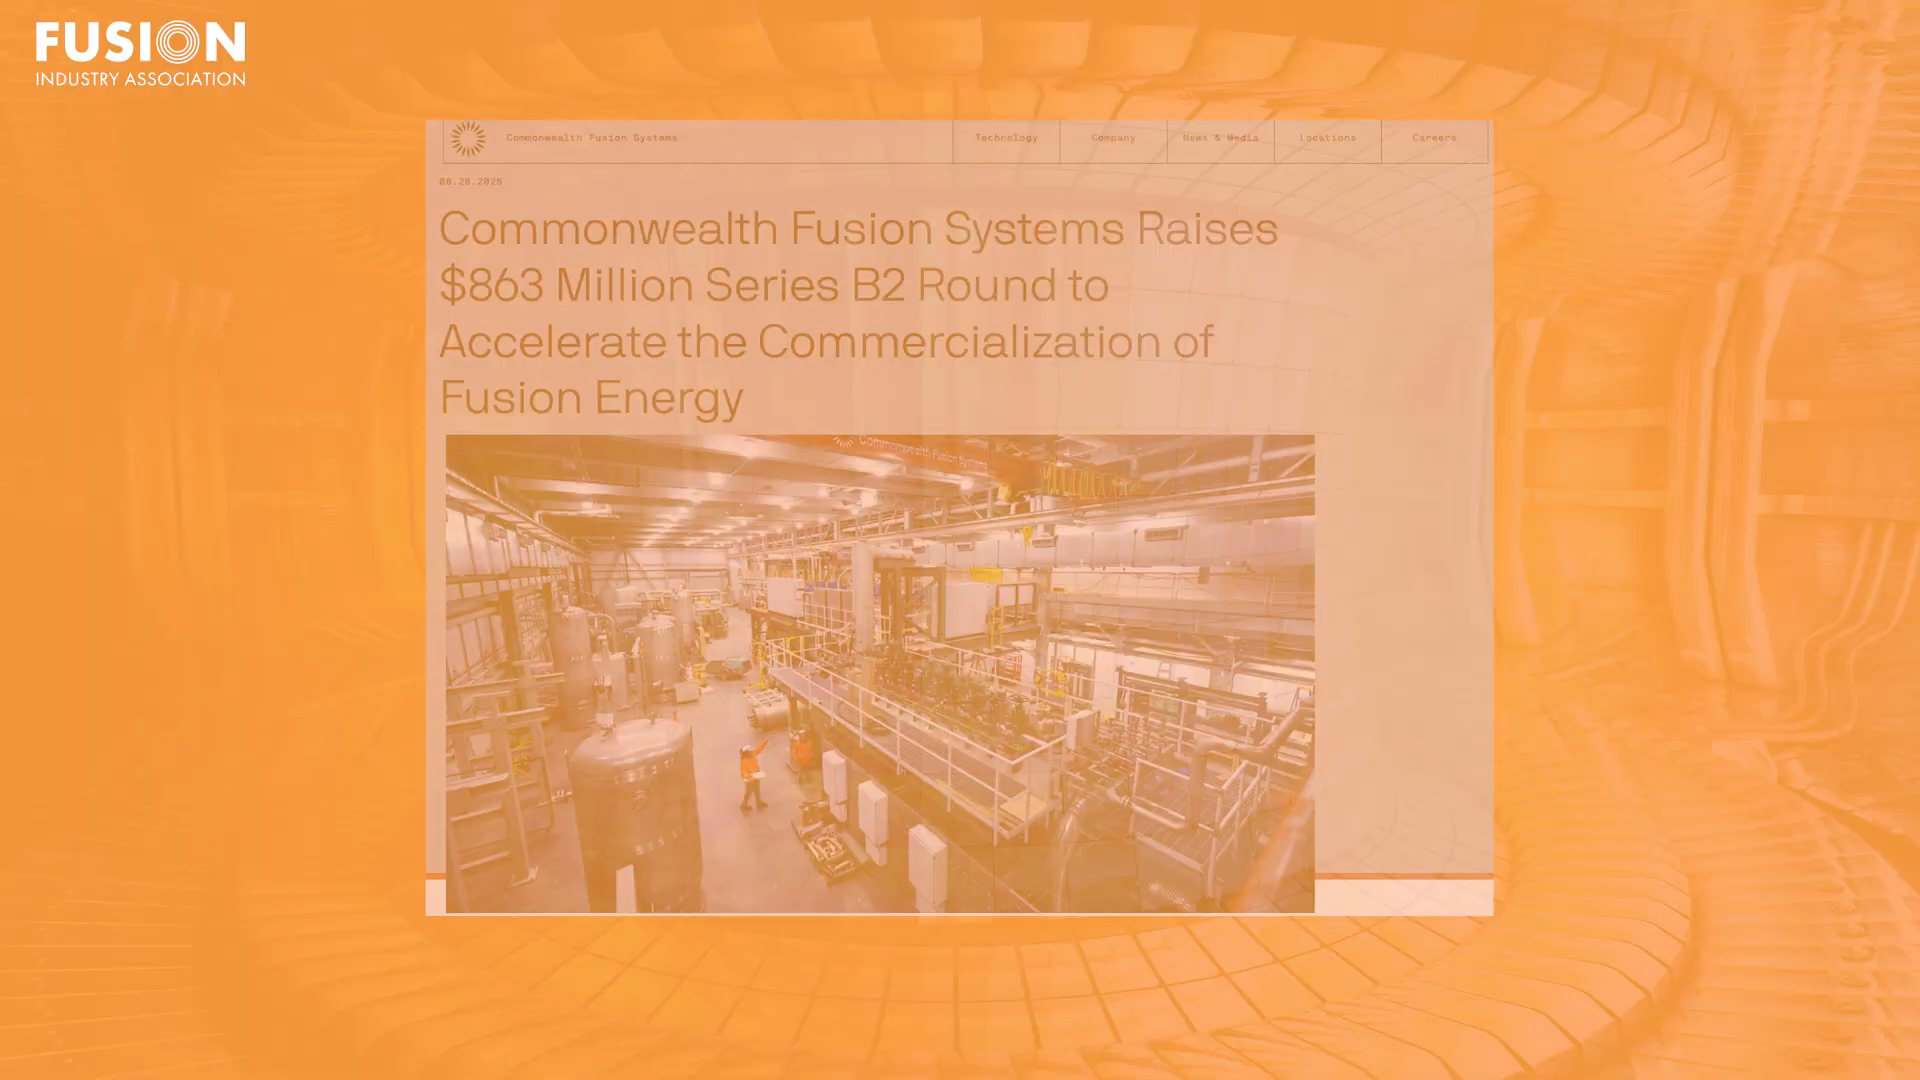 FUSION
INDUSTRY ASSOCIATION
Commonwealth Fusion Systems
Technology
Company
News & Media
Locations
Careers
08.28.2025
Commonwealth Fusion Systems Raises
$863 Million Series B2 Round to
Accelerate the Commercialization of
Fusion Energy
Commonwealth Fusion Systems